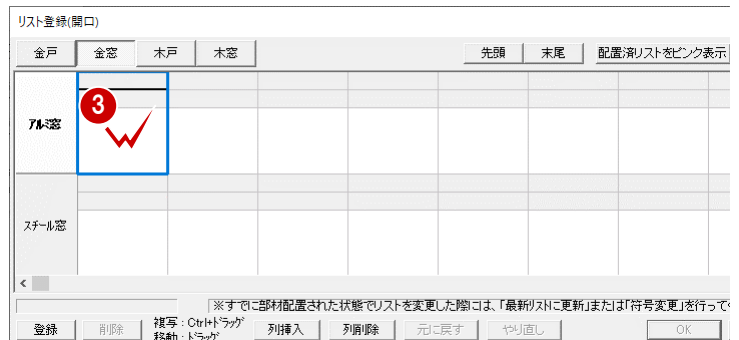 リスト登録(開口)
金戸 金窓 木戸 木窓 先頭 末尾 配置済リストをピンク表示
3
アルミ窓
スチール窓
<
※すでに部材配置された状態でリストを変更した際には、「最新リストに更新」または「符号変更」を行って
登録 削除 複写 : Ctrl+ドラッグ 列挿入 列削除 元に戻す やり直し OK
移動 : ドラッグ